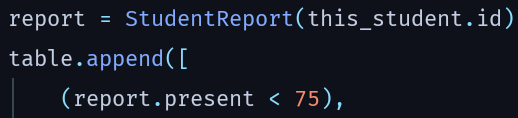 report = StudentReport(this_student.id)
table.append([
(report.present < 75),